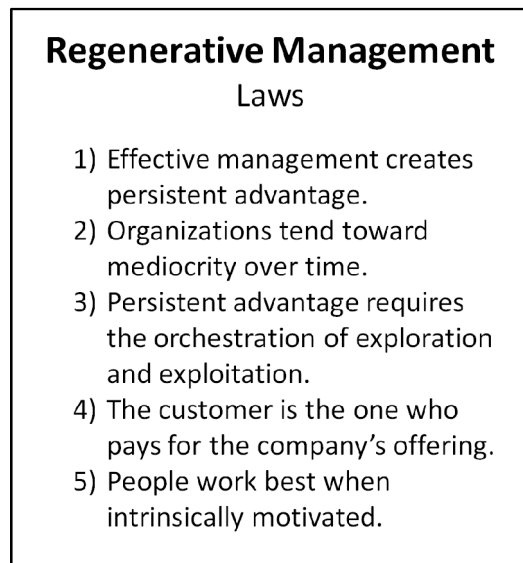 Regenerative Management
Laws
1) Effective management creates
persistent advantage.
2) Organizations tend toward
mediocrity over time.
3) Persistent advantage requires
the orchestration of exploration
and exploitation.
4) The customer is the one who
pays for the company’s offering.
5) People work best when
intrinsically motivated.